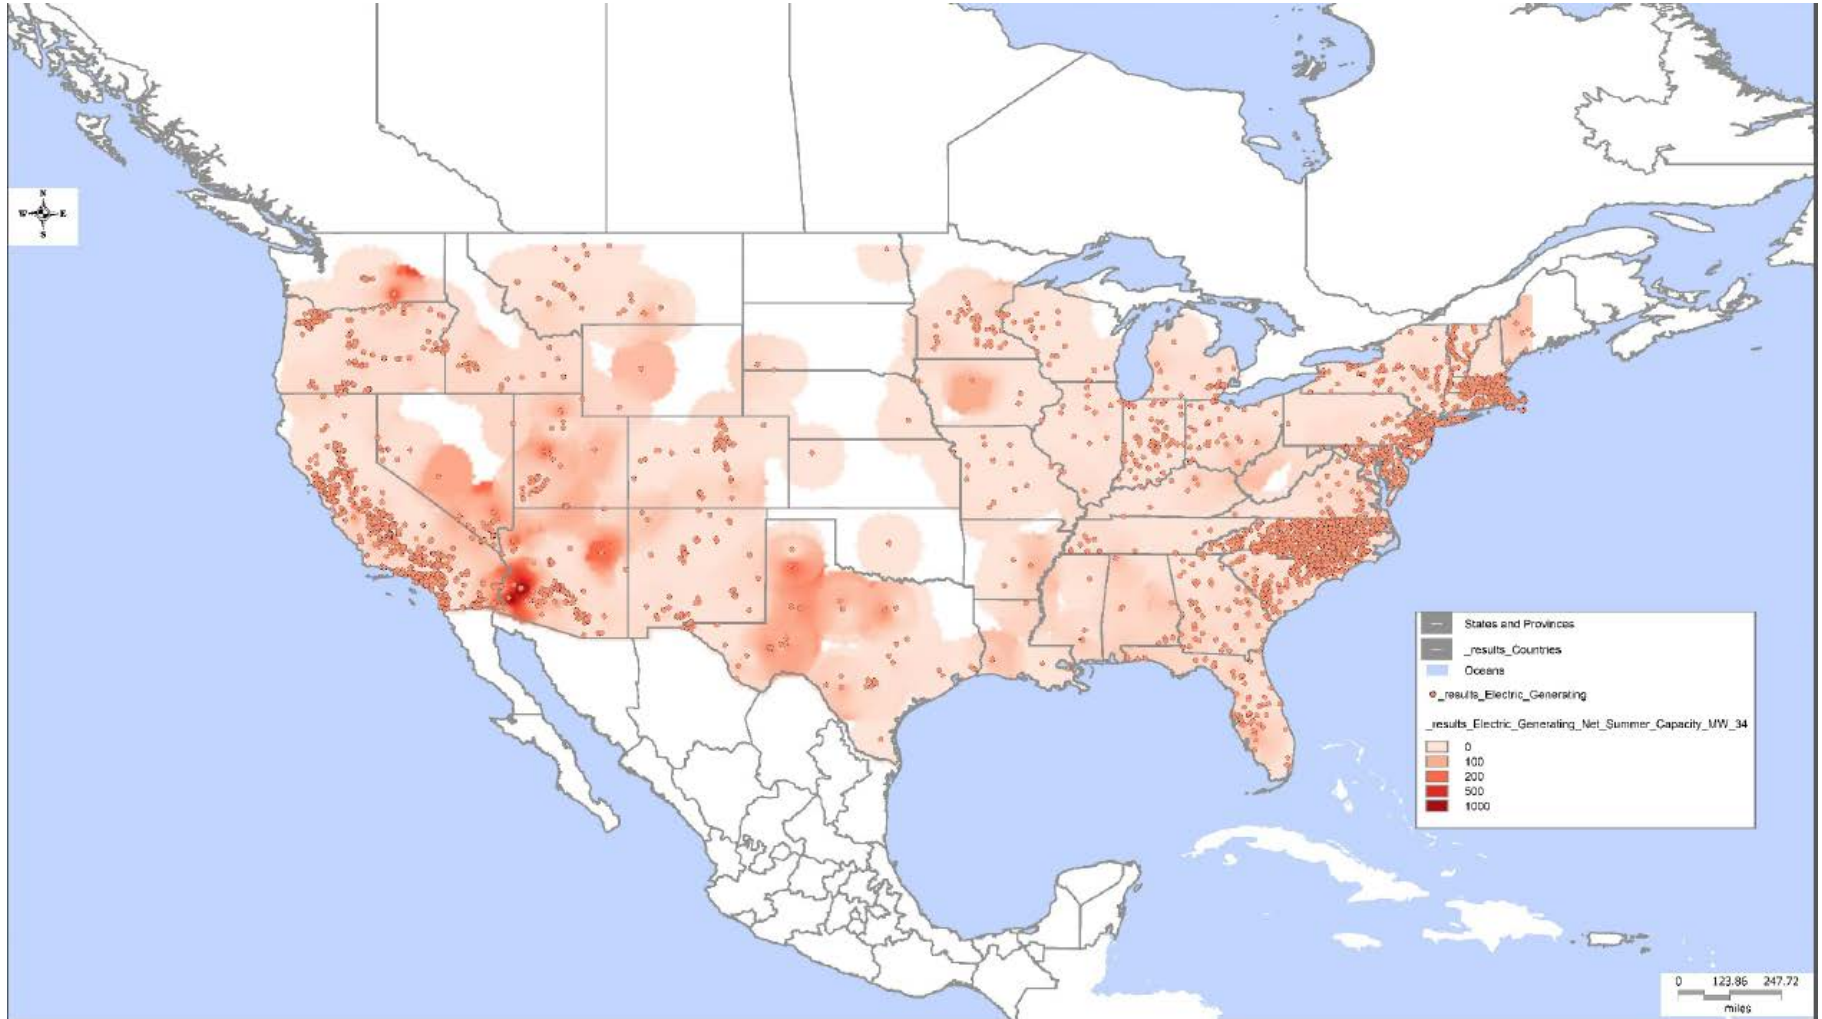 N
W E
S
States and Provinces
_results_Countries
Oceans
_results_Electric_Generating
_results_Electric_Generating_Net_Summer_Capacity_MW_34
0
100
200
500
1000
0 123.86 247.72
miles